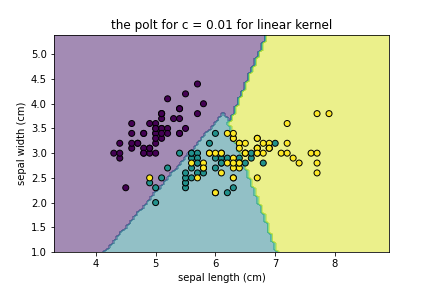 the polt for c = 0.01 for linear kernel
5.0
4.5
4.0
3.5
3.0
2.5
2.0
1.5
1.0
sepal width (cm)
4 5 6 7 8
sepal length (cm)